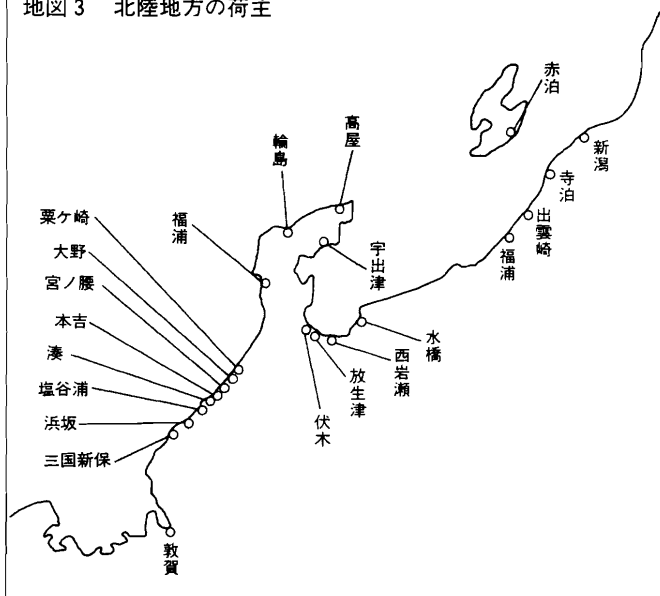 地図3 北陸地方の荷主
赤泊
新潟
寺泊
出雲崎
福浦
高屋
輪島
福浦
宇出津
水橋
西岩瀬
放生津
伏木
粟ケ崎
大野
宮ノ腰
本吉
湊
塩谷浦
浜坂
三国新保
敦賀